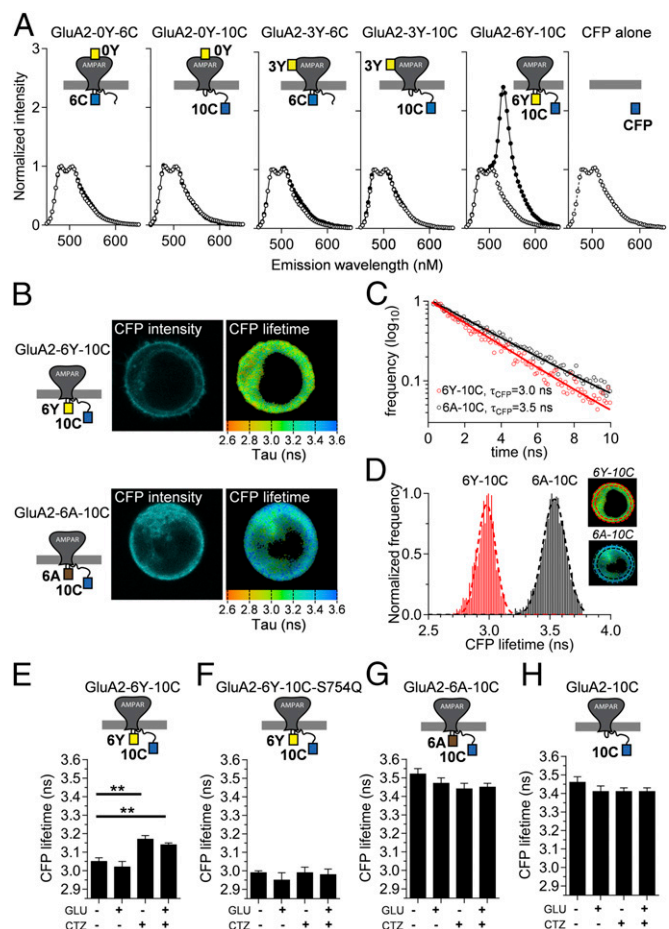 A
GluA2-0Y-6C GluA2-0Y-10C GluA2-3Y-6C GluA2-3Y-10C GluA2-6Y-10C CFP alone
Normalized intensity
3
2
1
0
0Y AMPAR 6C
0Y AMPAR 10C
3Y AMPAR 6C
3Y AMPAR 10C
AMPAR 6Y 10C
CFP
500 600 500 600 500 600 500 600 500 600 500 600
Emission wavelength (nM)
B
GluA2-6Y-10C
AMPAR
6Y
10C
CFP intensity CFP lifetime
2.6 2.8 3.0 3.2 3.4 3.6
Tau (ns)
GluA2-6A-10C
AMPAR
6A
10C
CFP intensity CFP lifetime
2.6 2.8 3.0 3.2 3.4 3.6
Tau (ns)
C
frequency (log10)
1
0.1
6Y-10C, τCFP=3.0 ns
6A-10C, τCFP=3.5 ns
0 2 4 6 8 10
time (ns)
D
6Y-10C 6A-10C
6Y-10C
6A-10C
Normalized frequency
1.0
0.5
0.0
2.5 3.0 3.5 4.0
CFP lifetime (ns)
E
GluA2-6Y-10C
AMPAR
6Y
10C
CFP lifetime (ns)
3.6
3.5
3.4
3.3
3.2
3.1
3.0
2.9
**
**
GLU - + - +
CTZ - - + +
F
GluA2-6Y-10C-S754Q
AMPAR
6Y
10C
CFP lifetime (ns)
3.6
3.5
3.4
3.3
3.2
3.1
3.0
2.9
GLU - + - +
CTZ - - + +
G
GluA2-6A-10C
AMPAR
6A
10C
CFP lifetime (ns)
3.6
3.5
3.4
3.3
3.2
3.1
3.0
2.9
GLU - + - +
CTZ - - + +
H
GluA2-10C
AMPAR
10C
CFP lifetime (ns)
3.6
3.5
3.4
3.3
3.2
3.1
3.0
2.9
GLU - + - +
CTZ - - + +